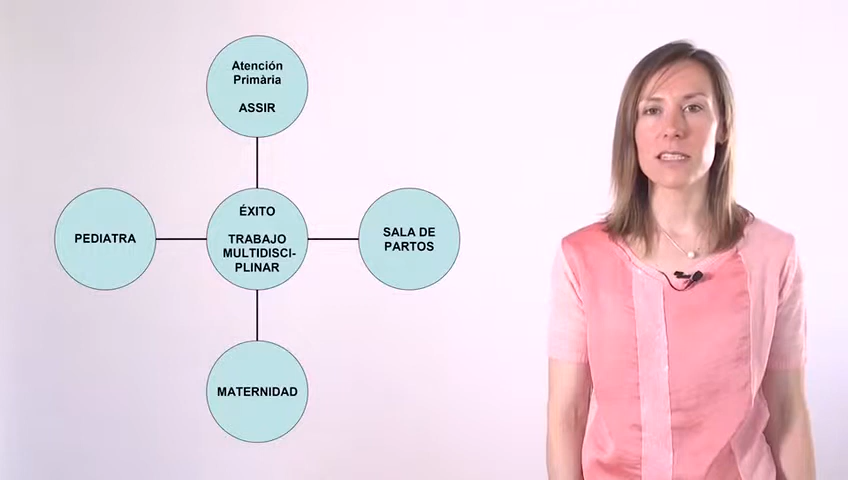 Atención
Primària
ASSIR
PEDIATRA
ÉXITO
TRABAJO
MULTIDISCI-
PLINAR
SALA DE
PARTOS
MATERNIDAD